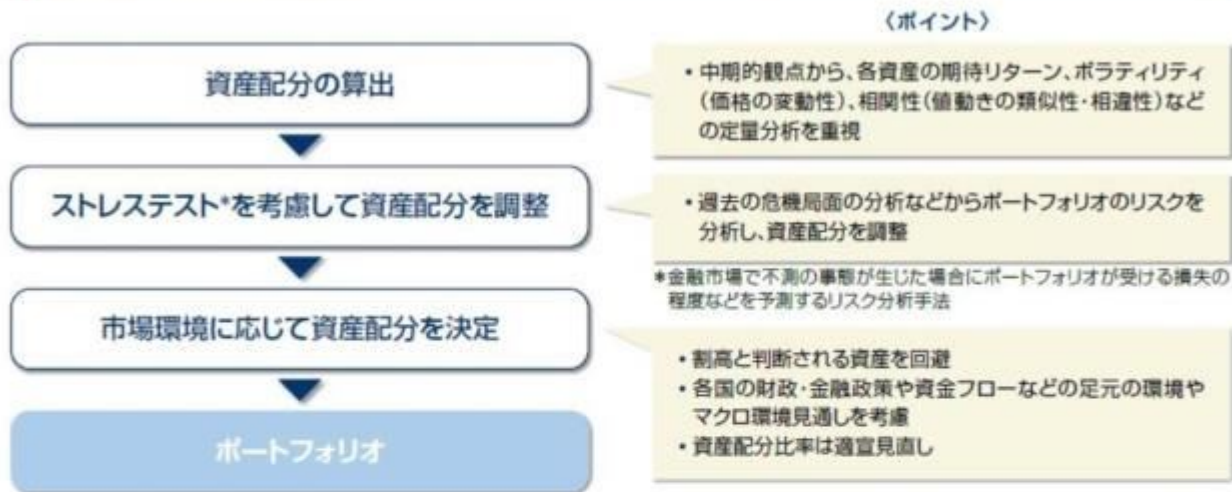 〈ポイント〉
資産配分の算出
・中期的観点から、各資産の期待リターン、ボラティリティ
(価格の変動性)、相関性(値動きの類似性・相違性)など
の定量分析を重視
ストレステスト*を考慮して資産配分を調整
・過去の危機局面の分析などからポートフォリオのリスクを
分析し、資産配分を調整
*金融市場で不測の事態が生じた場合にポートフォリオが受ける損失の
程度などを予測するリスク分析手法
市場環境に応じて資産配分を決定
・割高と判断される資産を回避
・各国の財政・金融政策や資金フローなどの足元の環境や
マクロ環境見通しを考慮
・資産配分比率は適宜見直し
ポートフォリオ